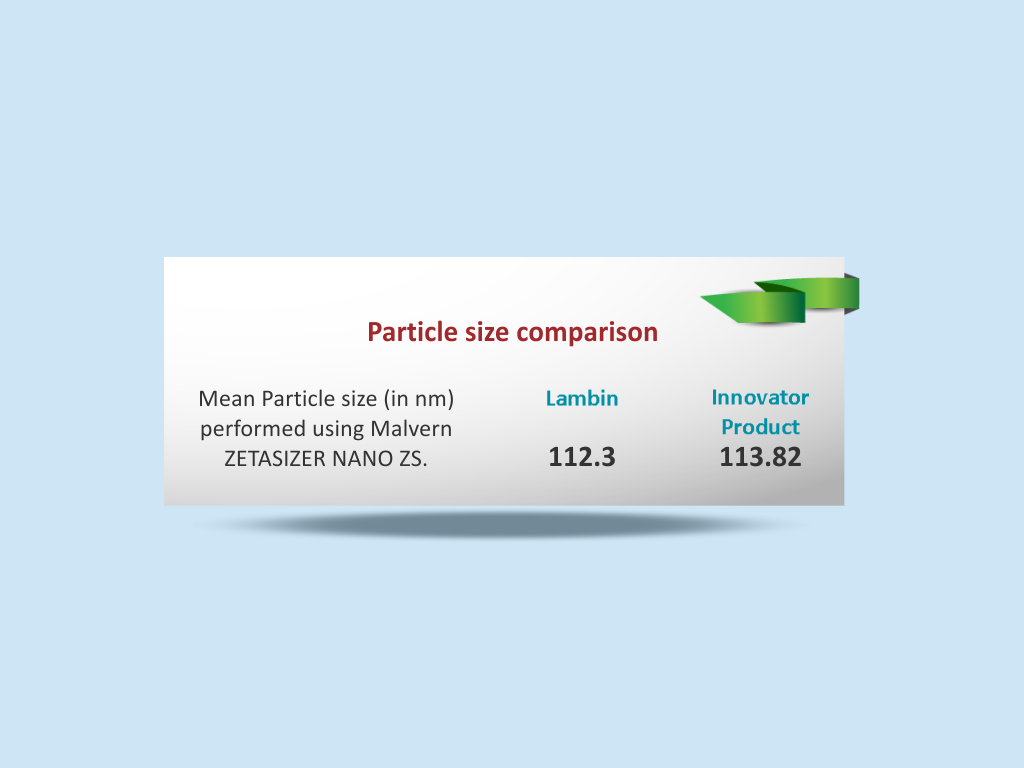 Particle size comparison
Mean Particle size (in nm)
performed using Malvern
ZETASIZER NANO ZS.
Lambin
112.3
Innovator
Product
113.82